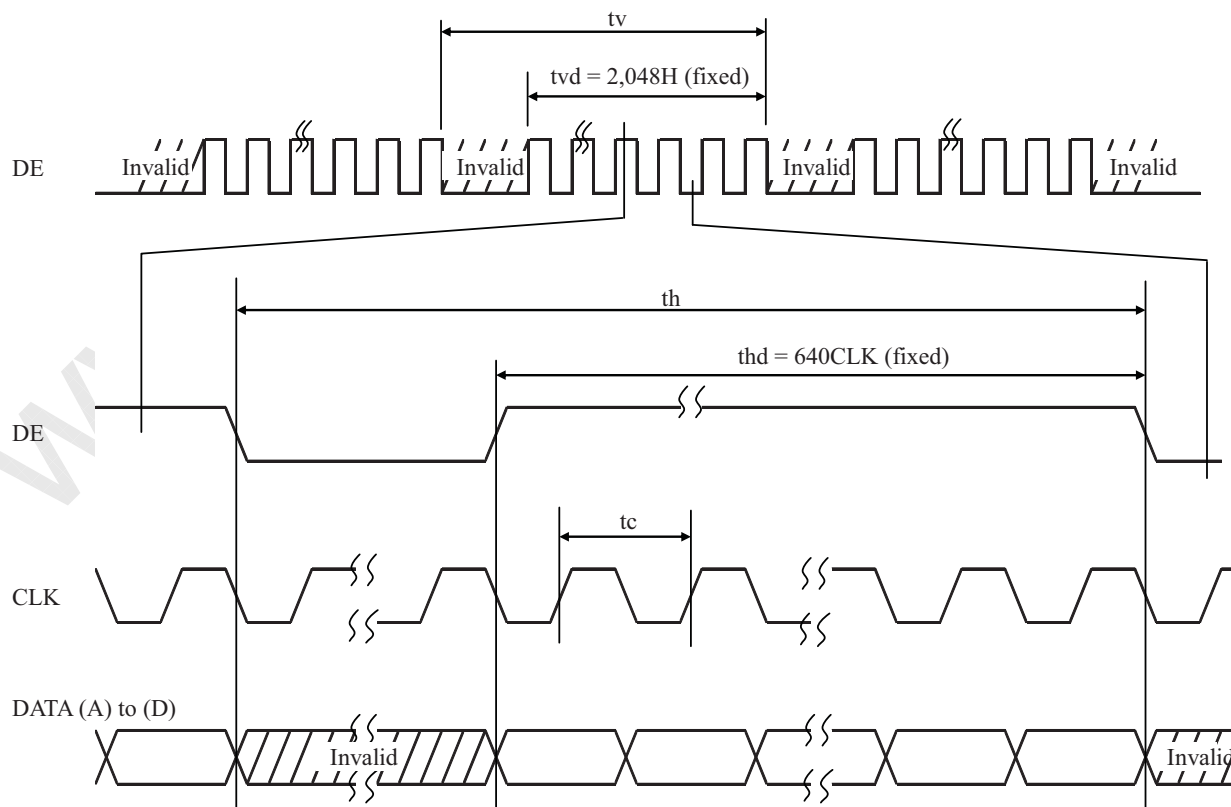 tv
tvd = 2,048H (fixed)
DE
Invalid
Invalid
Invalid
Invalid
th
thd = 640CLK (fixed)
DE
tc
CLK
DATA (A) to (D)
Invalid
Invalid